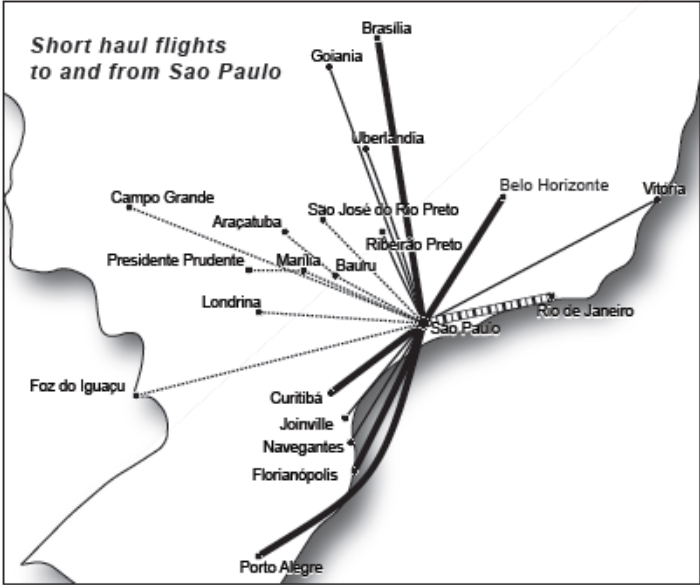 Short haul flights
to and from Sao Paulo
Brasília
Goiania
Uberlandia
Belo Horizonte
Vitória
Campo Grande
São José do Rio Preto
Araçatuba
Ribeirão Preto
Presidente Prudente
Marília
Bauru
Londrina
Rio de Janeiro
São Paulo
Foz do Iguaçu
Curitibá
Joinville
Navegantes
Florianópolis
Porto Alegre